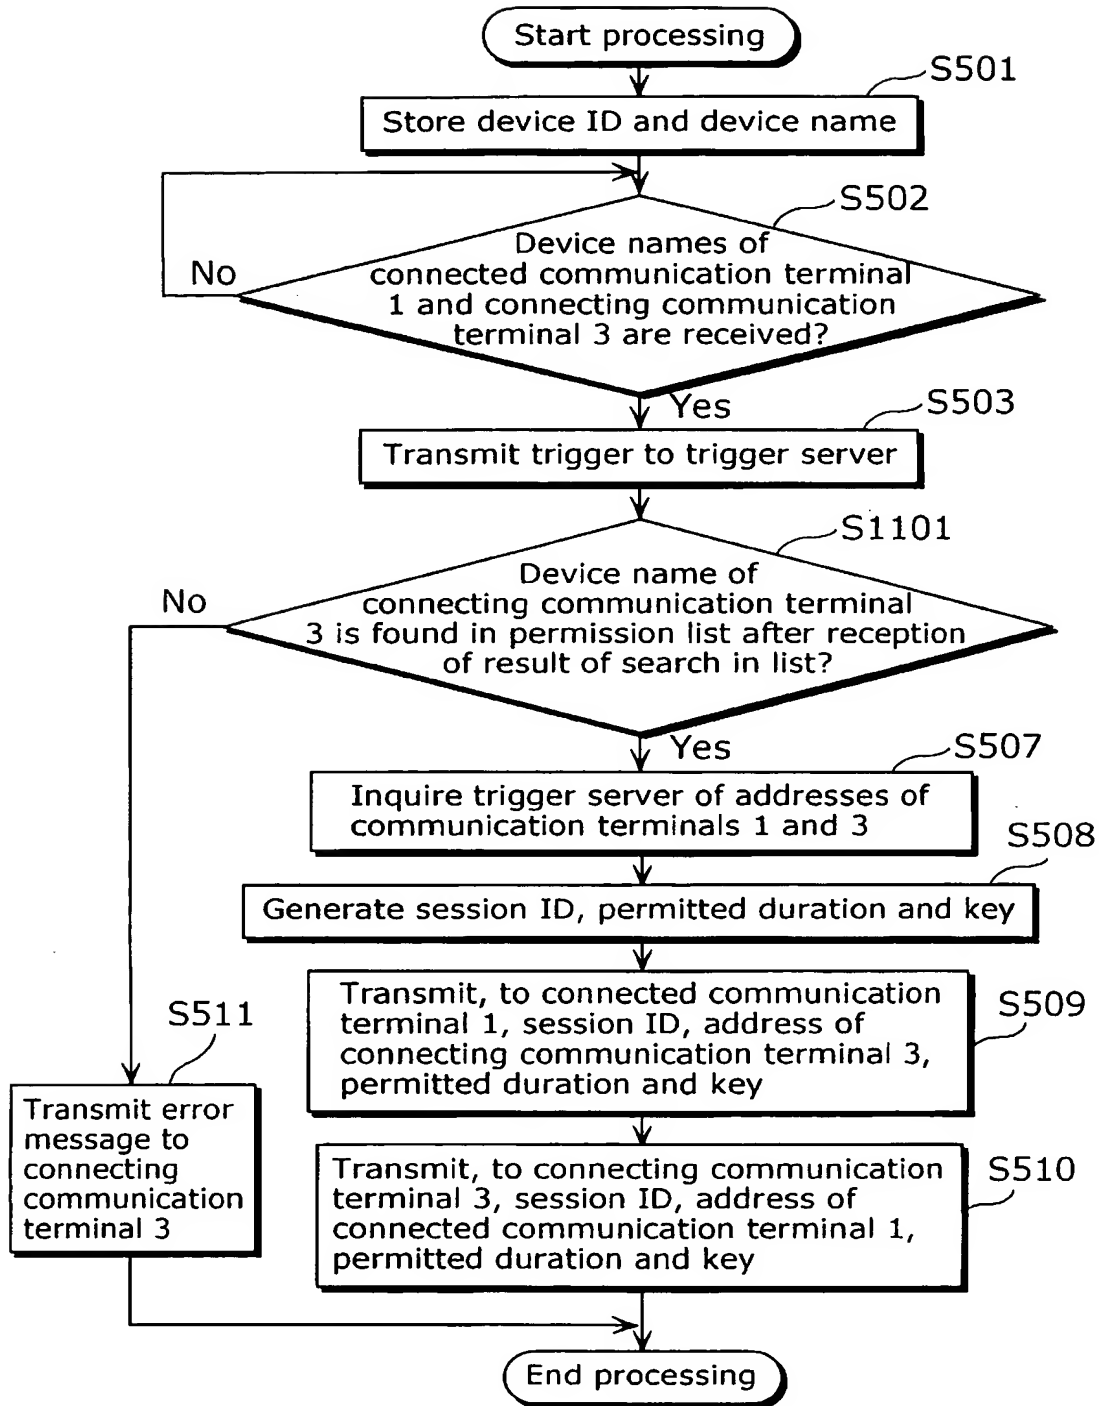 Start processing
S501
Store device ID and device name
S502
Device names of
connected communication terminal
1 and connecting communication
terminal 3 are received?
No
Yes
S503
Transmit trigger to trigger server
S1101
Device name of
connecting communication terminal
3 is found in permission list after reception
of result of search in list?
No
Yes
S507
Inquire trigger server of addresses of
communication terminals 1 and 3
S508
Generate session ID, permitted duration and key
S509
Transmit, to connected communication
terminal 1, session ID, address of
connecting communication terminal 3,
permitted duration and key
S511
Transmit error
message to
connecting
communication
terminal 3
S510
Transmit, to connecting communication
terminal 3, session ID, address of
connected communication terminal 1,
permitted duration and key
End processing